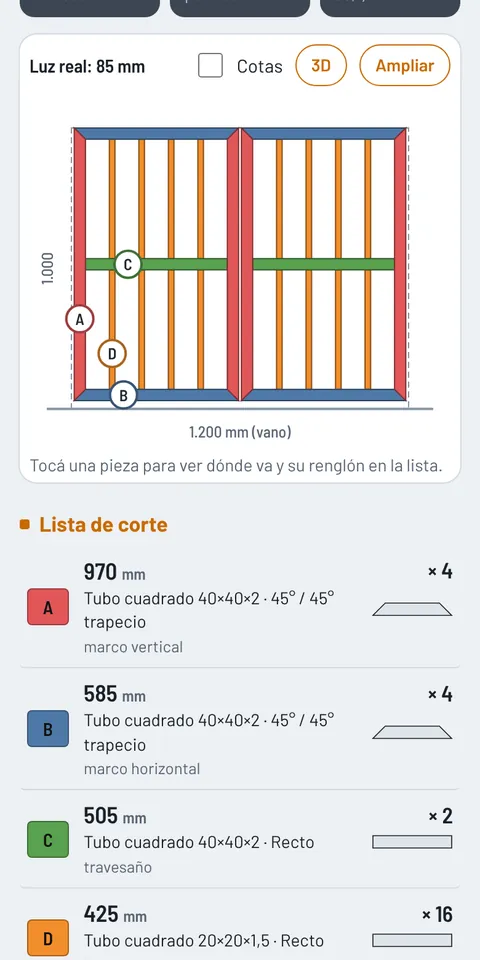 Luz real: 85 mm
Cotas
3D
Ampliar
1.000
C
A
D
B
1.200 mm (vano)
Tocá una pieza para ver dónde va y su renglón en la lista.
Lista de corte
970 mm
× 4
A
Tubo cuadrado 40×40×2 · 45° / 45°
trapecio
marco vertical
585 mm
× 4
B
Tubo cuadrado 40×40×2 · 45° / 45°
trapecio
marco horizontal
505 mm
× 2
C
Tubo cuadrado 40×40×2 · Recto
travesaño
425 mm
× 16
D
Tubo cuadrado 20×20×1,5 · Recto